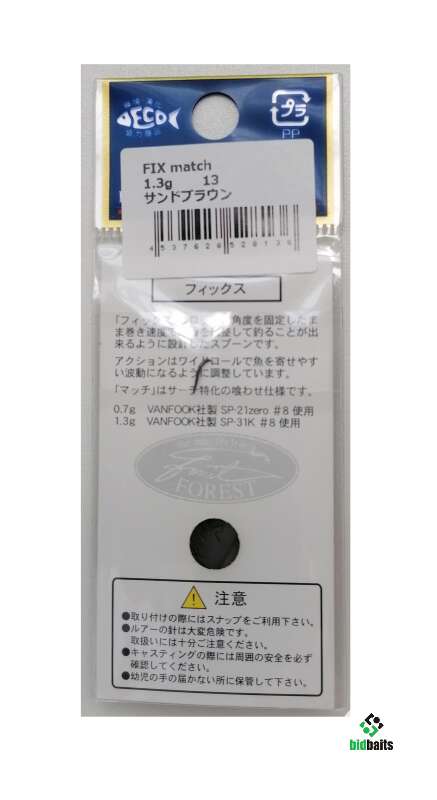 ECO
プラ
PP
FIX match
1.3g 13
サンドブラウン
4 537626 528136
フィックス
て角度を固定したま
ま巻き速度で
して釣ることが出
来るように設計したスプーンです。
アクションはワイドロールで魚を寄せやす
い波動になるように調整しています。
「マッチ」はサーチ特化の喰わせ仕様です。
0.7g VANFOOK社製 SP-21zero #8 使用
1.3g VANFOOK社製 SP-31K #8 使用
FOREST
注意
●取り付けの際にはスナップをご利用下さい。
●ルアーの針は大変危険です。
取扱いには十分ご注意ください。
●キャスティングの際には周囲の安全を必ず
確認してください。
●幼児の手の届かない所に保管して下さい。
bidbaits